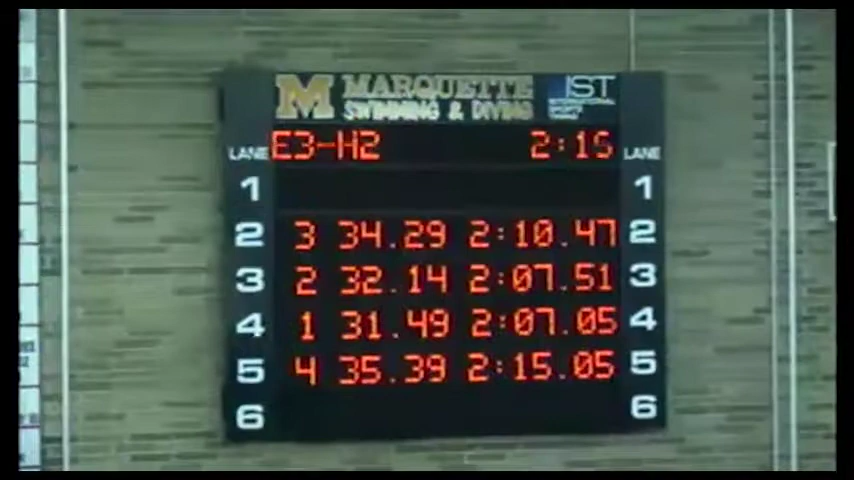 M MARQUETTE
SWIMMING & DIVING
IST
INTERNATIONAL
SPORTS
LANE E3-H2 2:15 LANE
1 1
2 3 34.29 2:10.47 2
3 2 32.14 2:07.51 3
4 1 31.49 2:07.05 4
5 4 35.39 2:15.05 5
6 6